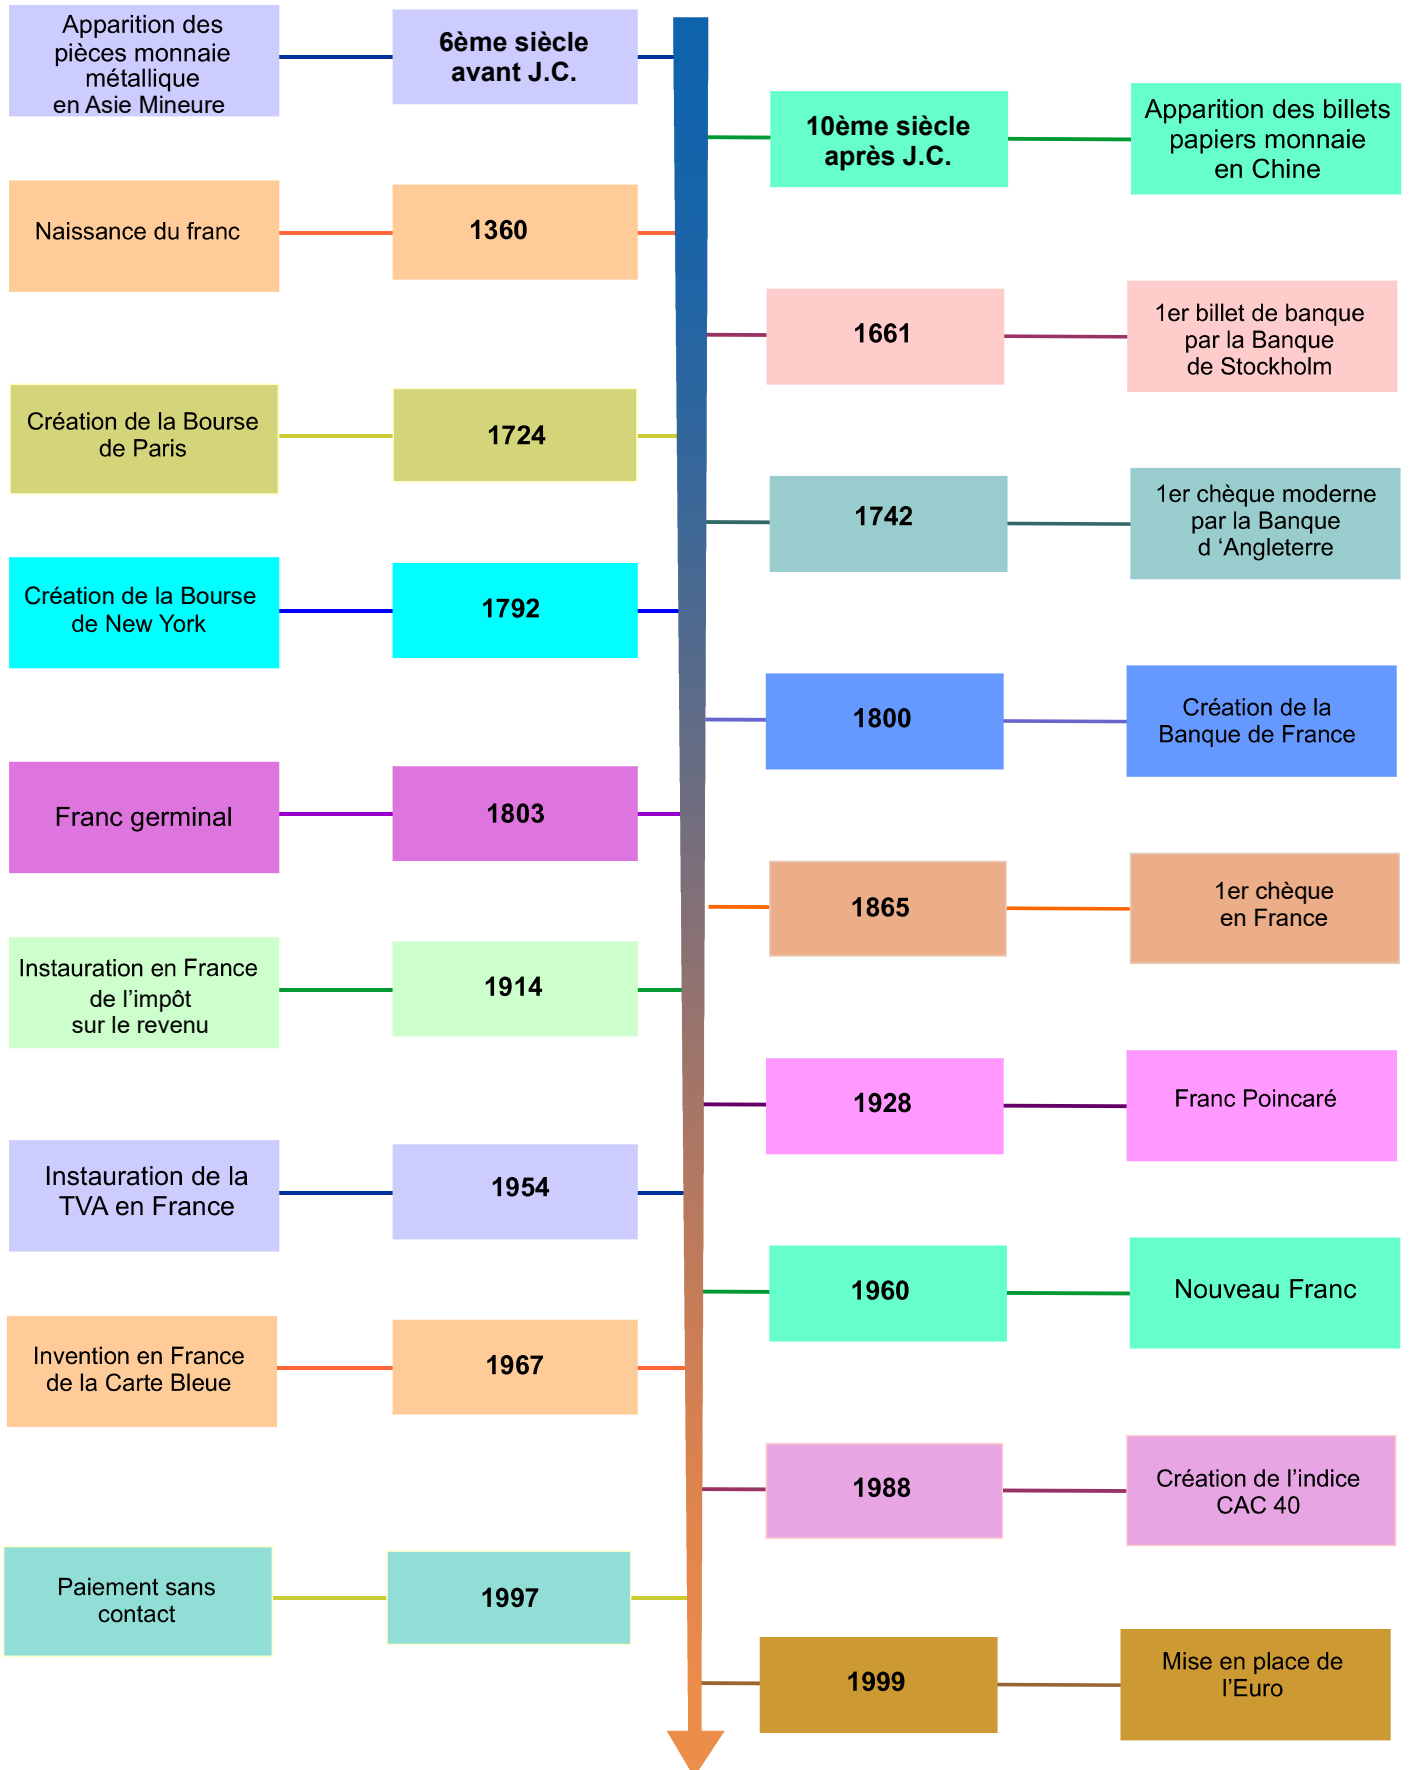 Apparition des
pièces monnaie
métallique
en Asie Mineure
6ème siècle
avant J.C.
10ème siècle
après J.C.
Apparition des billets
papiers monnaie
en Chine
Naissance du franc
1360
1661
1er billet de banque
par la Banque
de Stockholm
Création de la Bourse
de Paris
1724
1742
1er chèque moderne
par la Banque
d ‘Angleterre
Création de la Bourse
de New York
1792
1800
Création de la
Banque de France
Franc germinal
1803
1865
1er chèque
en France
Instauration en France
de l’impôt
sur le revenu
1914
1928
Franc Poincaré
Instauration de la
TVA en France
1954
1960
Nouveau Franc
Invention en France
de la Carte Bleue
1967
1988
Création de l’indice
CAC 40
Paiement sans
contact
1997
1999
Mise en place de
l’Euro